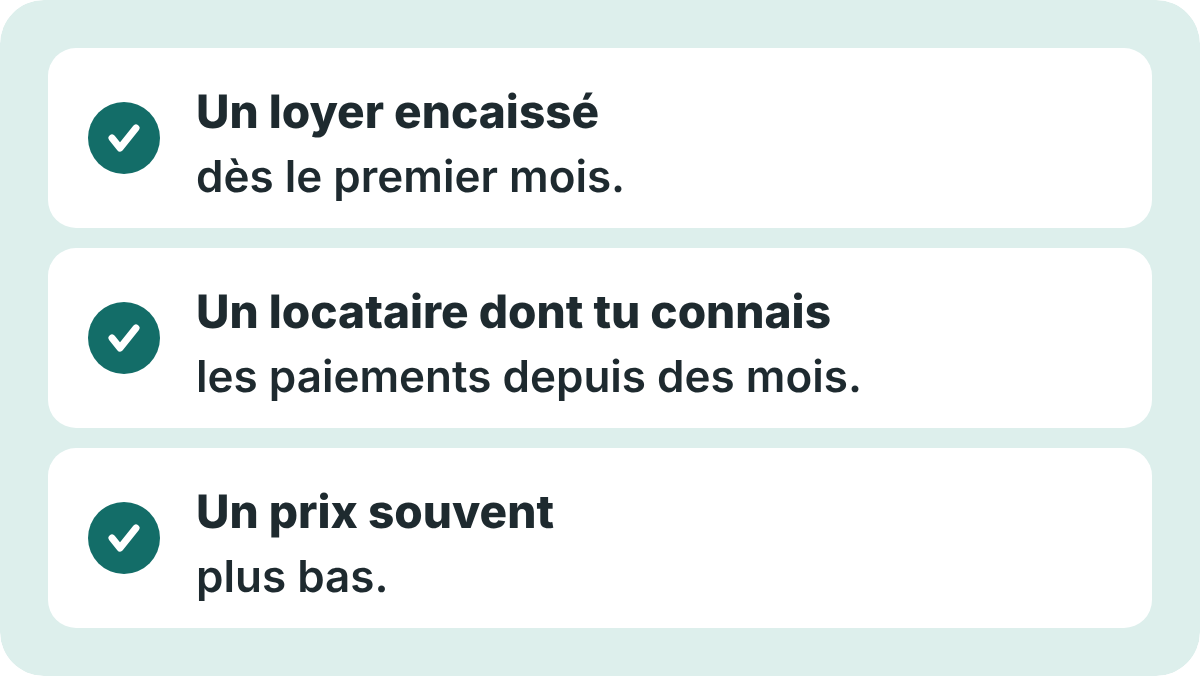 Un loyer encaissé
dès le premier mois.
Un locataire dont tu connais
les paiements depuis des mois.
Un prix souvent
plus bas.